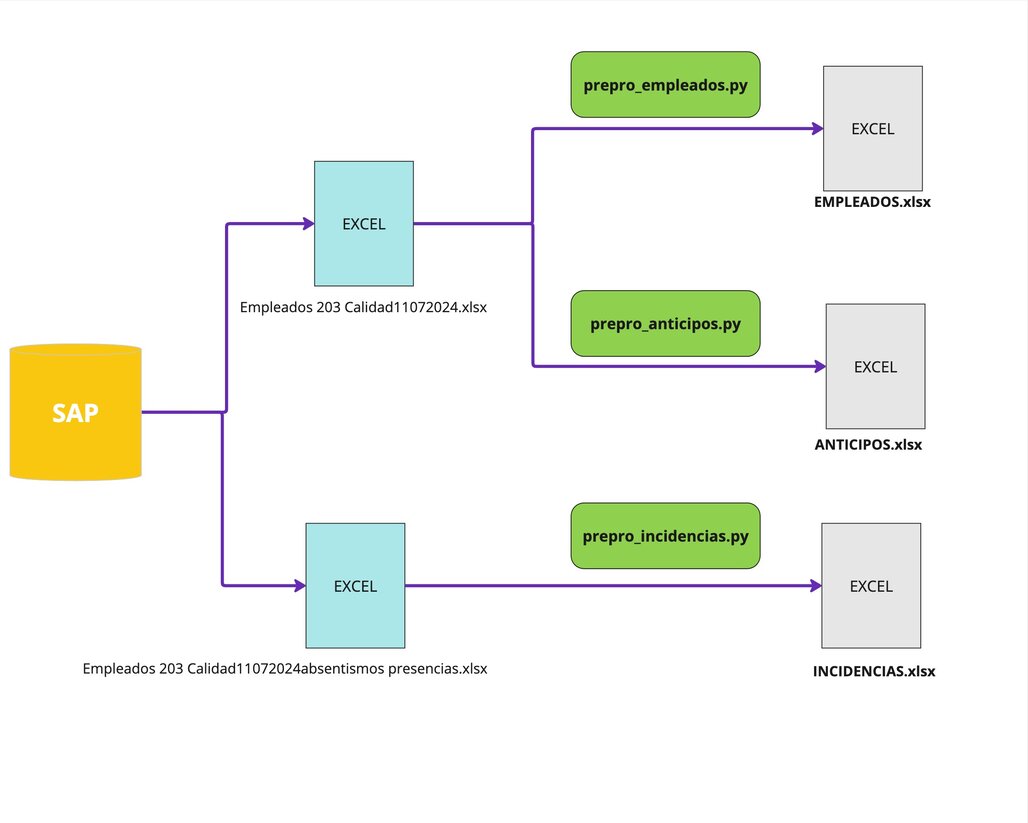 prepro_empleados.py
EXCEL
EMPLEADOS.xlsx
EXCEL
Empleados 203 Calidad11072024.xlsx
prepro_anticipos.py
EXCEL
ANTICIPOS.xlsx
SAP
prepro_incidencias.py
EXCEL
EXCEL
Empleados 203 Calidad11072024absentismos presencias.xlsx
INCIDENCIAS.xlsx